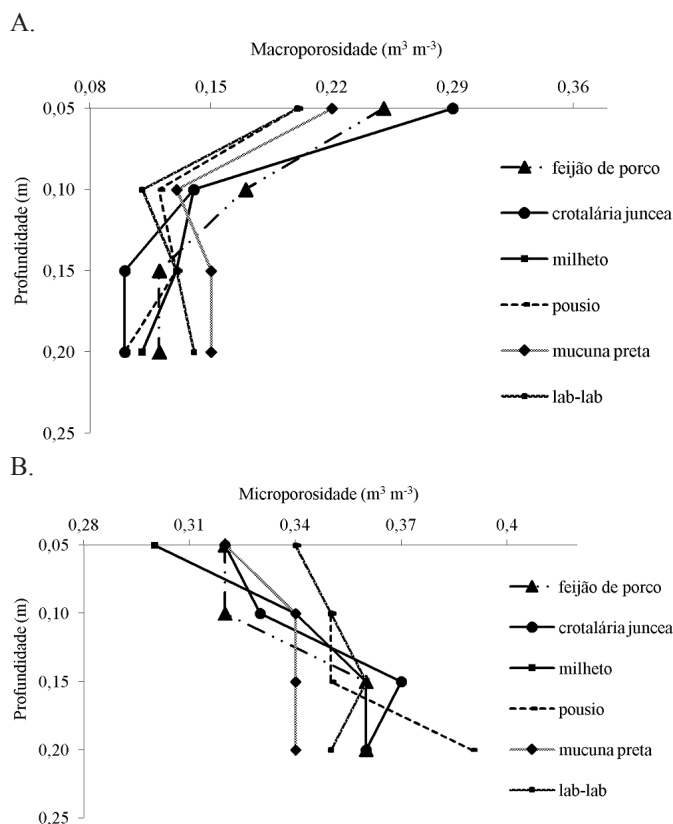 A.
Macroporosidade (m³ m⁻³)
0,08 0,15 0,22 0,29 0,36
0,05
0,10
0,15
0,20
0,25
Profundidade (m)
feijão de porco
crotalária juncea
milheto
pousio
mucuna preta
lab-lab
B.
Microporosidade (m³ m⁻³)
0,28 0,31 0,34 0,37 0,4
0,05
0,10
0,15
0,20
0,25
Profundidade (m)
feijão de porco
crotalária juncea
milheto
pousio
mucuna preta
lab-lab